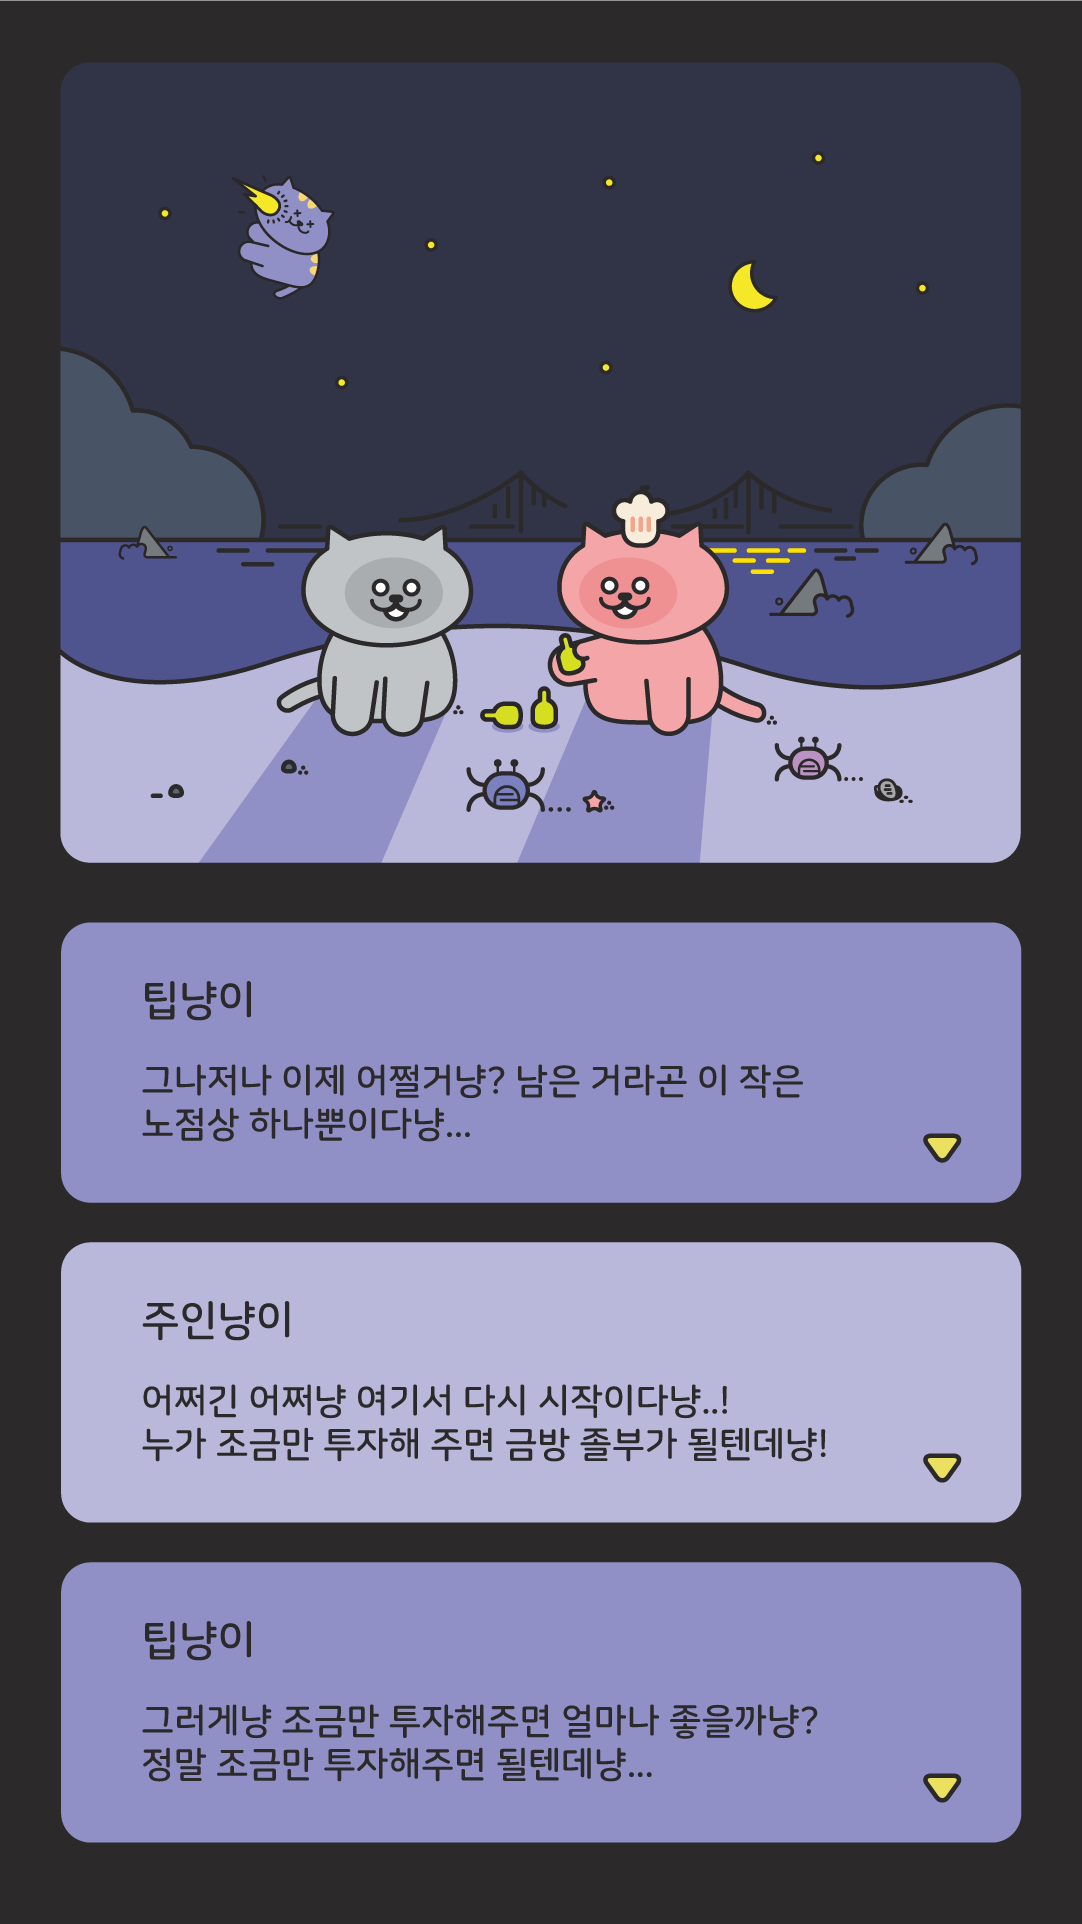 팁냥이
그나저나 이제 어쩔거냥? 남은 거라곤 이 작은
노점상 하나뿐이다냥...
주인냥이
어쩌긴 어쩌냥 여기서 다시 시작이다냥..!
누가 조금만 투자해 주면 금방 졸부가 될텐데냥!
팁냥이
그러게냥 조금만 투자해주면 얼마나 좋을까냥?
정말 조금만 투자해주면 될텐데냥...